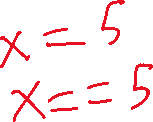 x = 5
x == 5